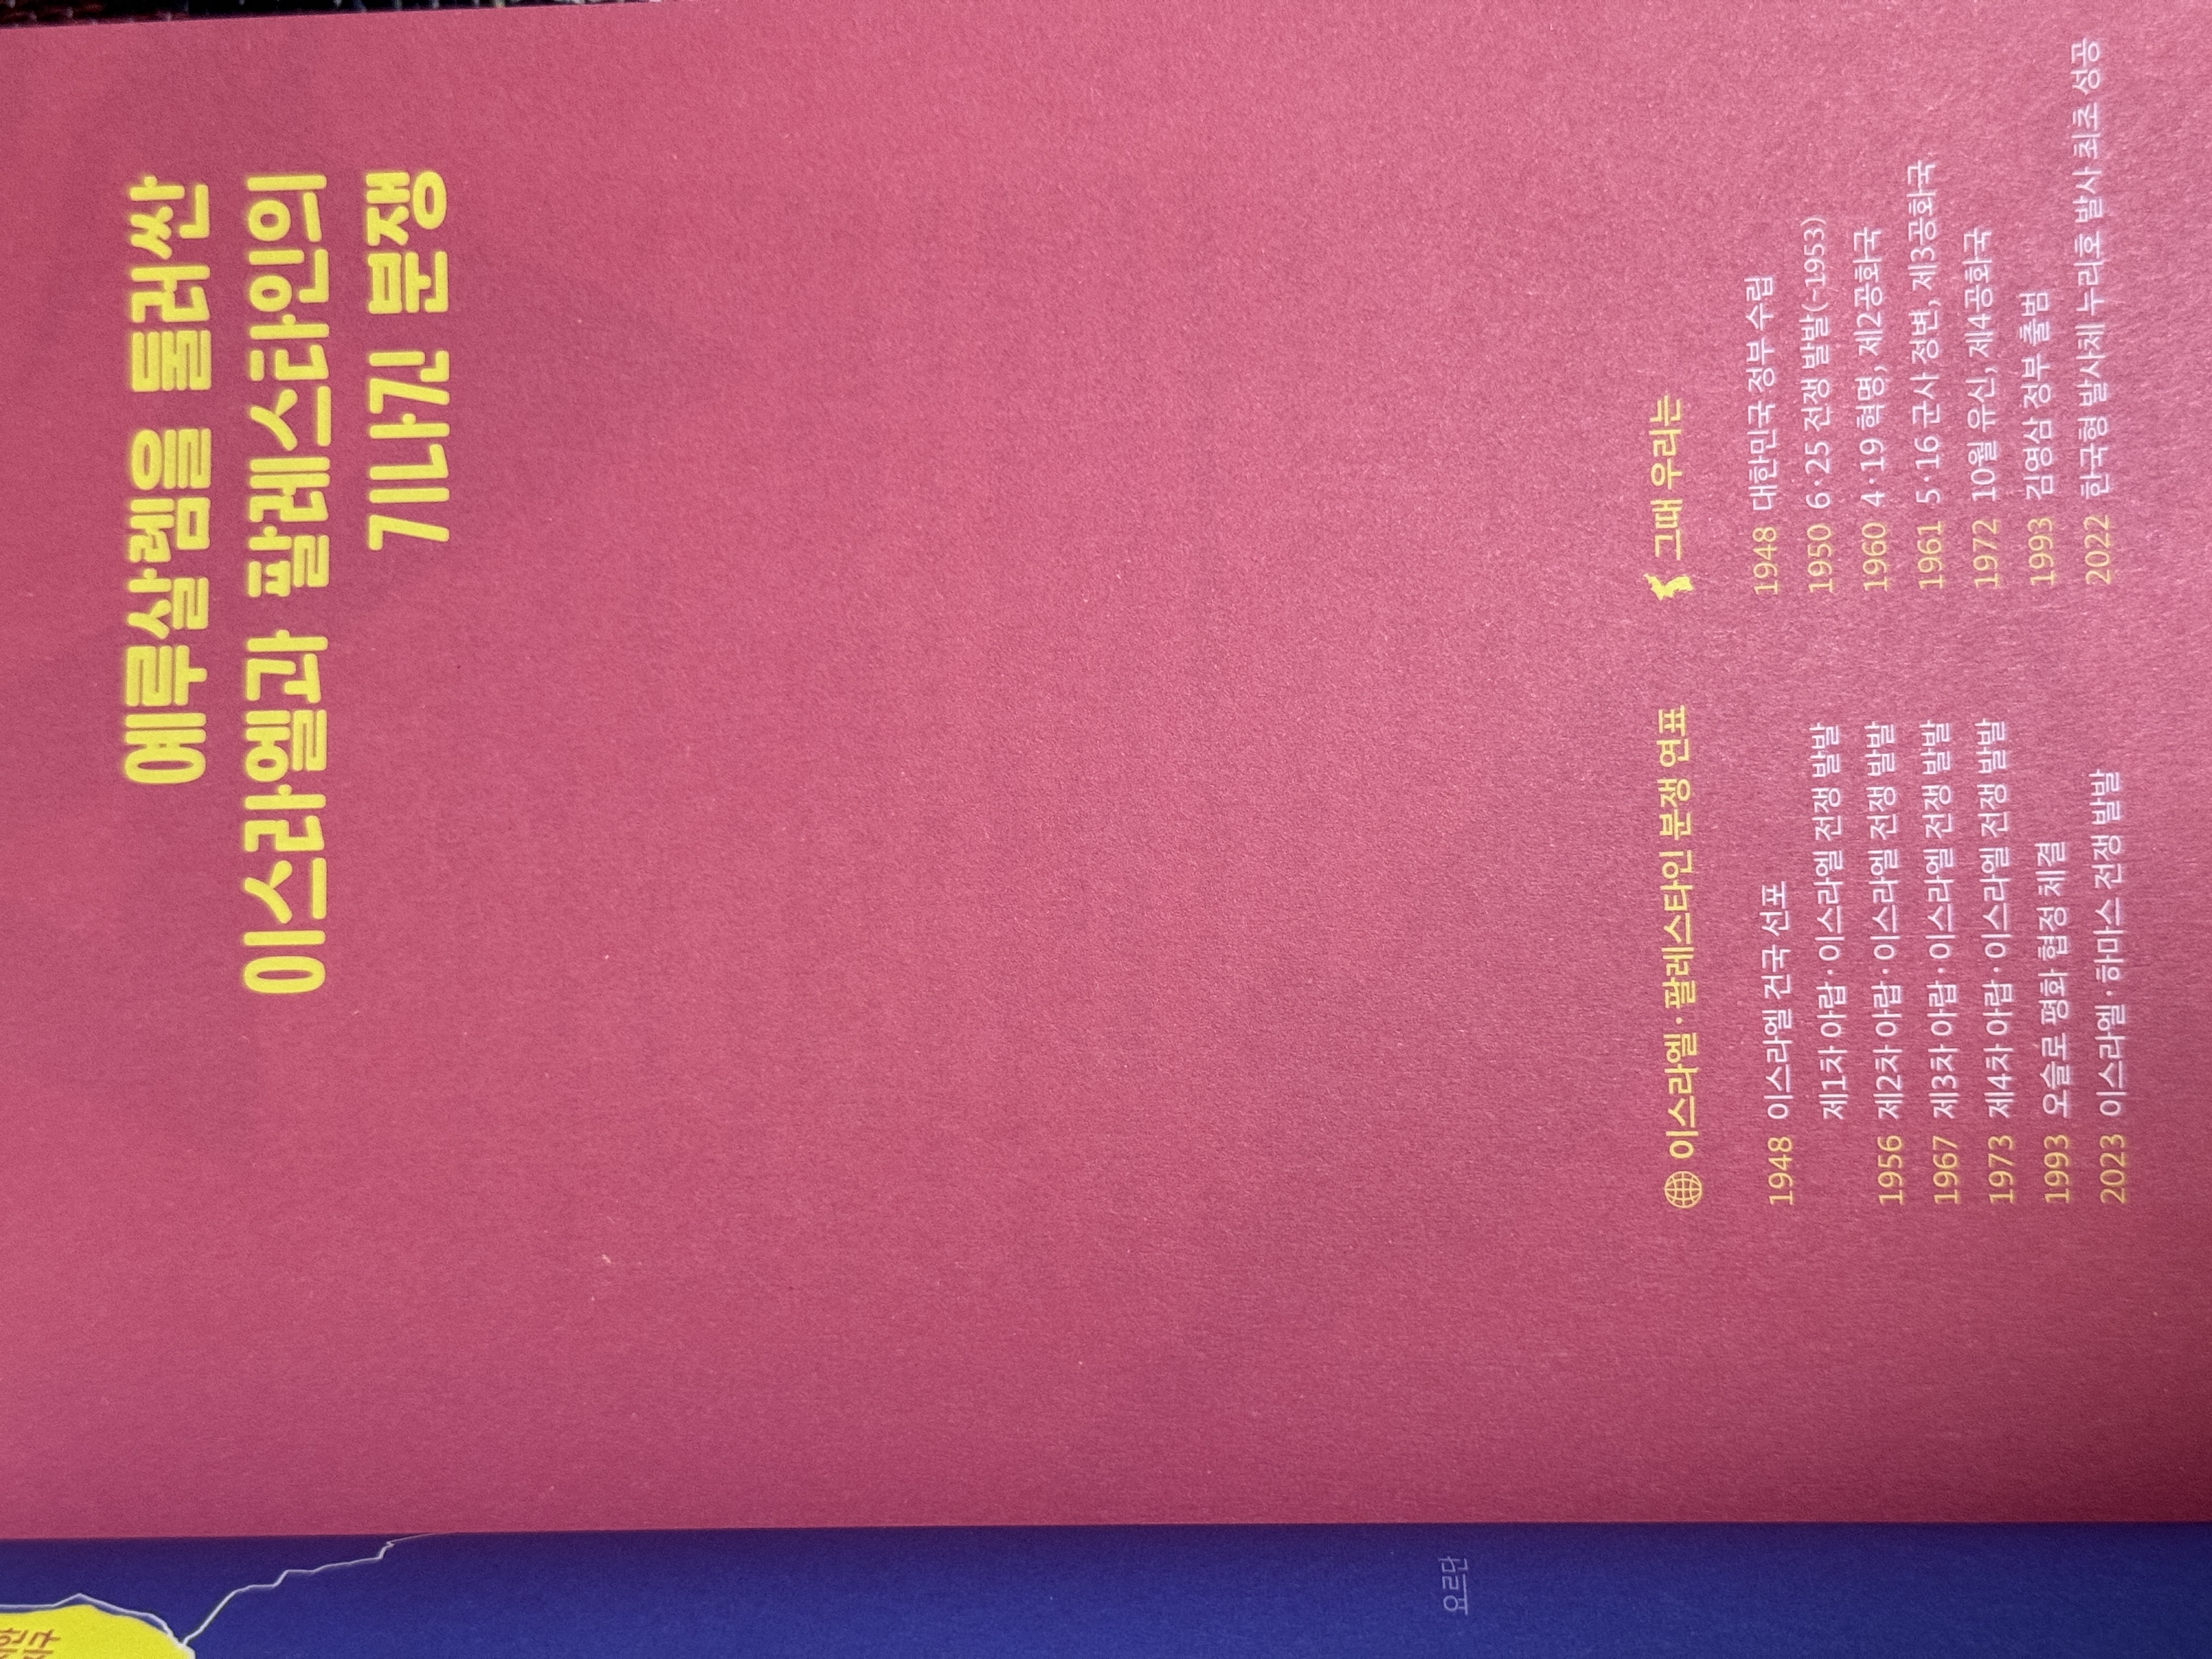 예루살렘을 둘러싼
이스라엘과 팔레스타인의
기나긴 분쟁
이스라엘·팔레스타인 분쟁 연표
1948 이스라엘 건국 선포
제1차 아랍·이스라엘 전쟁 발발
1956 제2차 아랍·이스라엘 전쟁 발발
1967 제3차 아랍·이스라엘 전쟁 발발
1973 제4차 아랍·이스라엘 전쟁 발발
1993 오슬로 평화 협정 체결
2023 이스라엘·하마스 전쟁 발발
그때 우리는
1948 대한민국 정부 수립
1950 6·25 전쟁 발발(~1953)
1960 4·19 혁명, 제2공화국
1961 5·16 군사 정변, 제3공화국
1972 10월 유신, 제4공화국
1993 김영삼 정부 출범
2022 한국형 발사체 누리호 발사 최초 성공
요르단